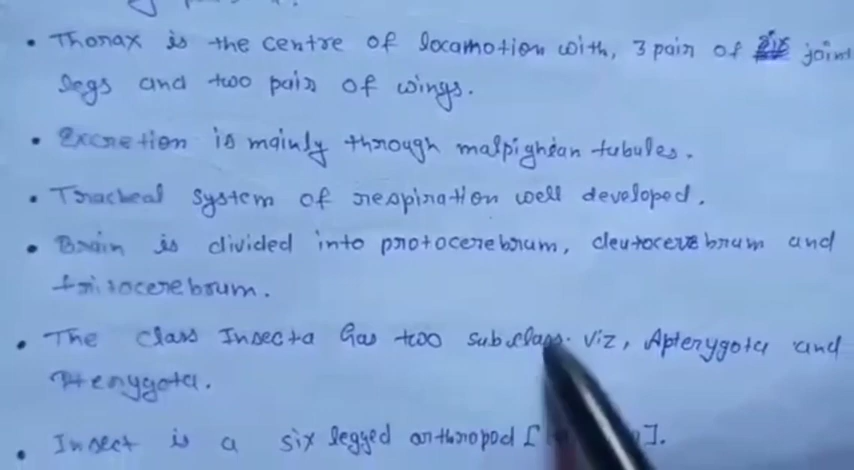 • Thorax is the centre of locomotion with, 3 pair of joint
legs and two pair of wings.
• Excretion is mainly through malpighian tubules.
• Tracheal system of respiration well developed.
• Brain is divided into protocerebrum, deutocerebrum and
tritocerebrum.
• The class Insecta has two subclass. viz, Apterygota and
Pterygota.
• Insect is a six legged arthropod [